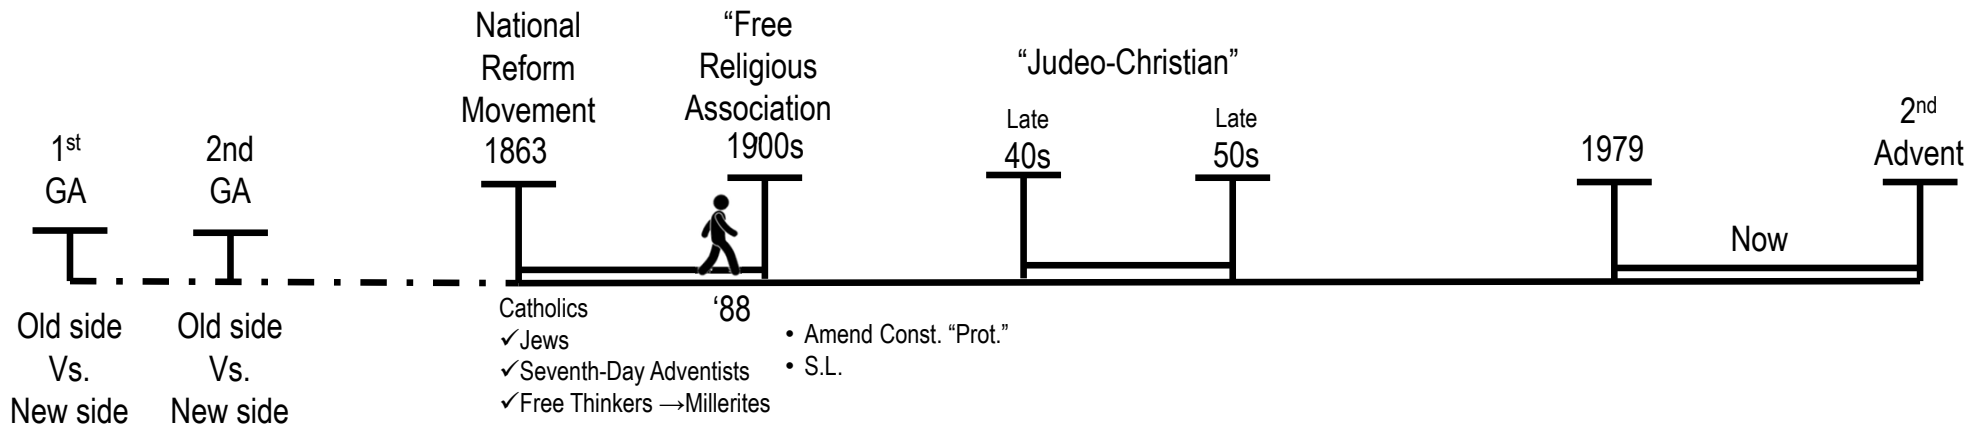 1st
GA
Old side
Vs.
New side
2nd
GA
Old side
Vs.
New side
National
Reform
Movement
1863
Catholics
✓Jews
✓Seventh-Day Adventists
✓Free Thinkers →Millerites
“Free
Religious
Association
1900s
‘88
• Amend Const. “Prot.”
• S.L.
“Judeo-Christian”
Late
40s
Late
50s
1979
Now
2nd
Advent